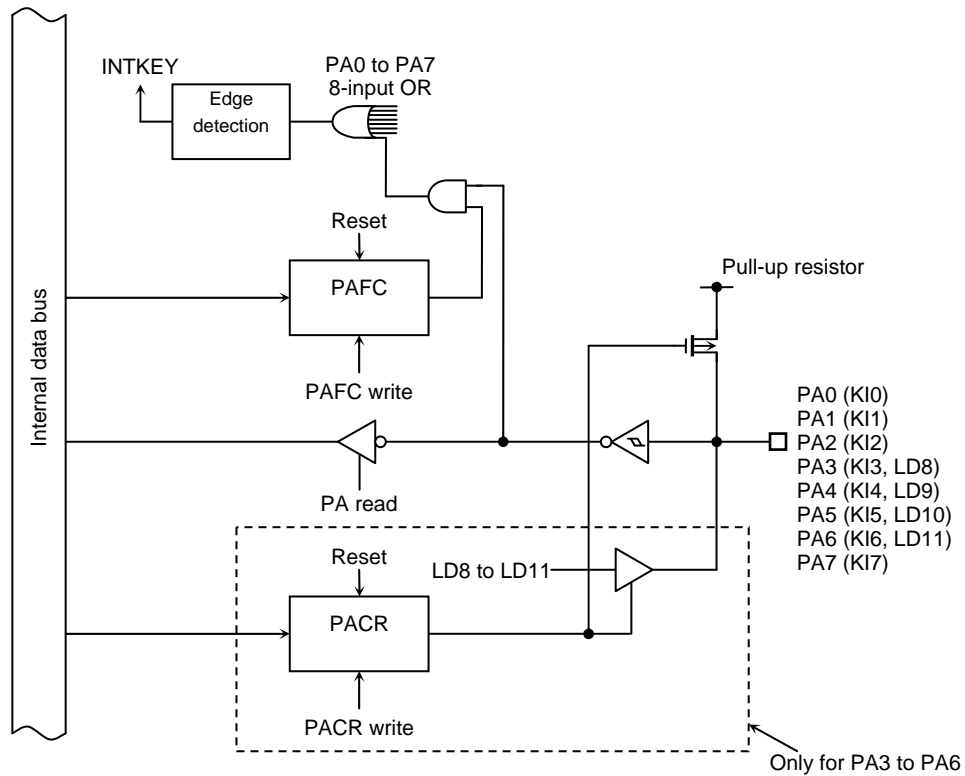 INTKEY
PA0 to PA7
8-input OR
Edge
detection
Reset
PAFC
Pull-up resistor
Internal data bus
PAFC write
PA0 (KI0)
PA1 (KI1)
PA2 (KI2)
PA3 (KI3, LD8)
PA4 (KI4, LD9)
PA5 (KI5, LD10)
PA6 (KI6, LD11)
PA7 (KI7)
PA read
Reset
LD8 to LD11
PACR
PACR write
Only for PA3 to PA6